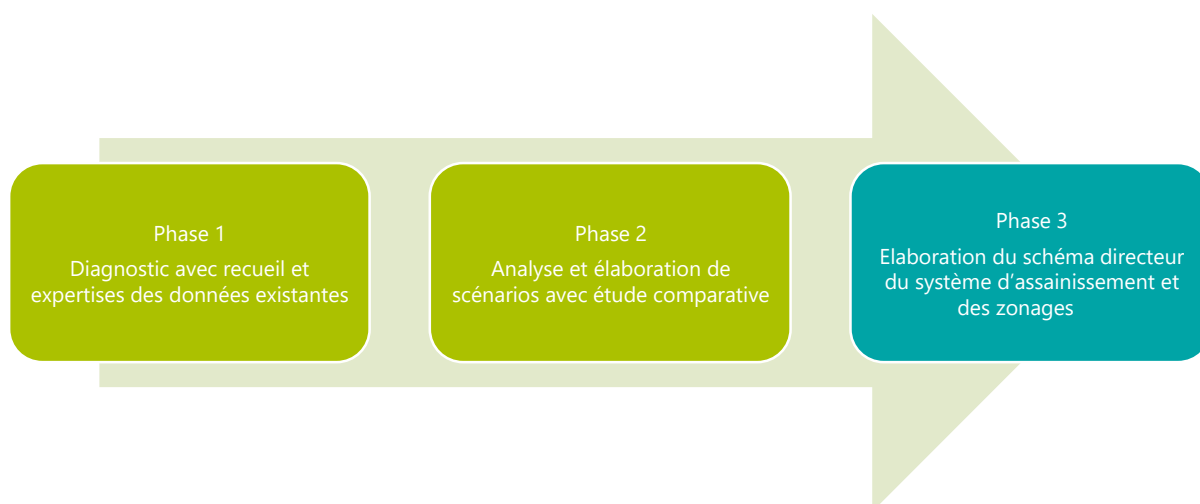 Phase 1
Diagnostic avec recueil et
expertises des données existantes
Phase 2
Analyse et élaboration de
scénarios avec étude comparative
Phase 3
Elaboration du schéma directeur
du système d’assainissement et
des zonages